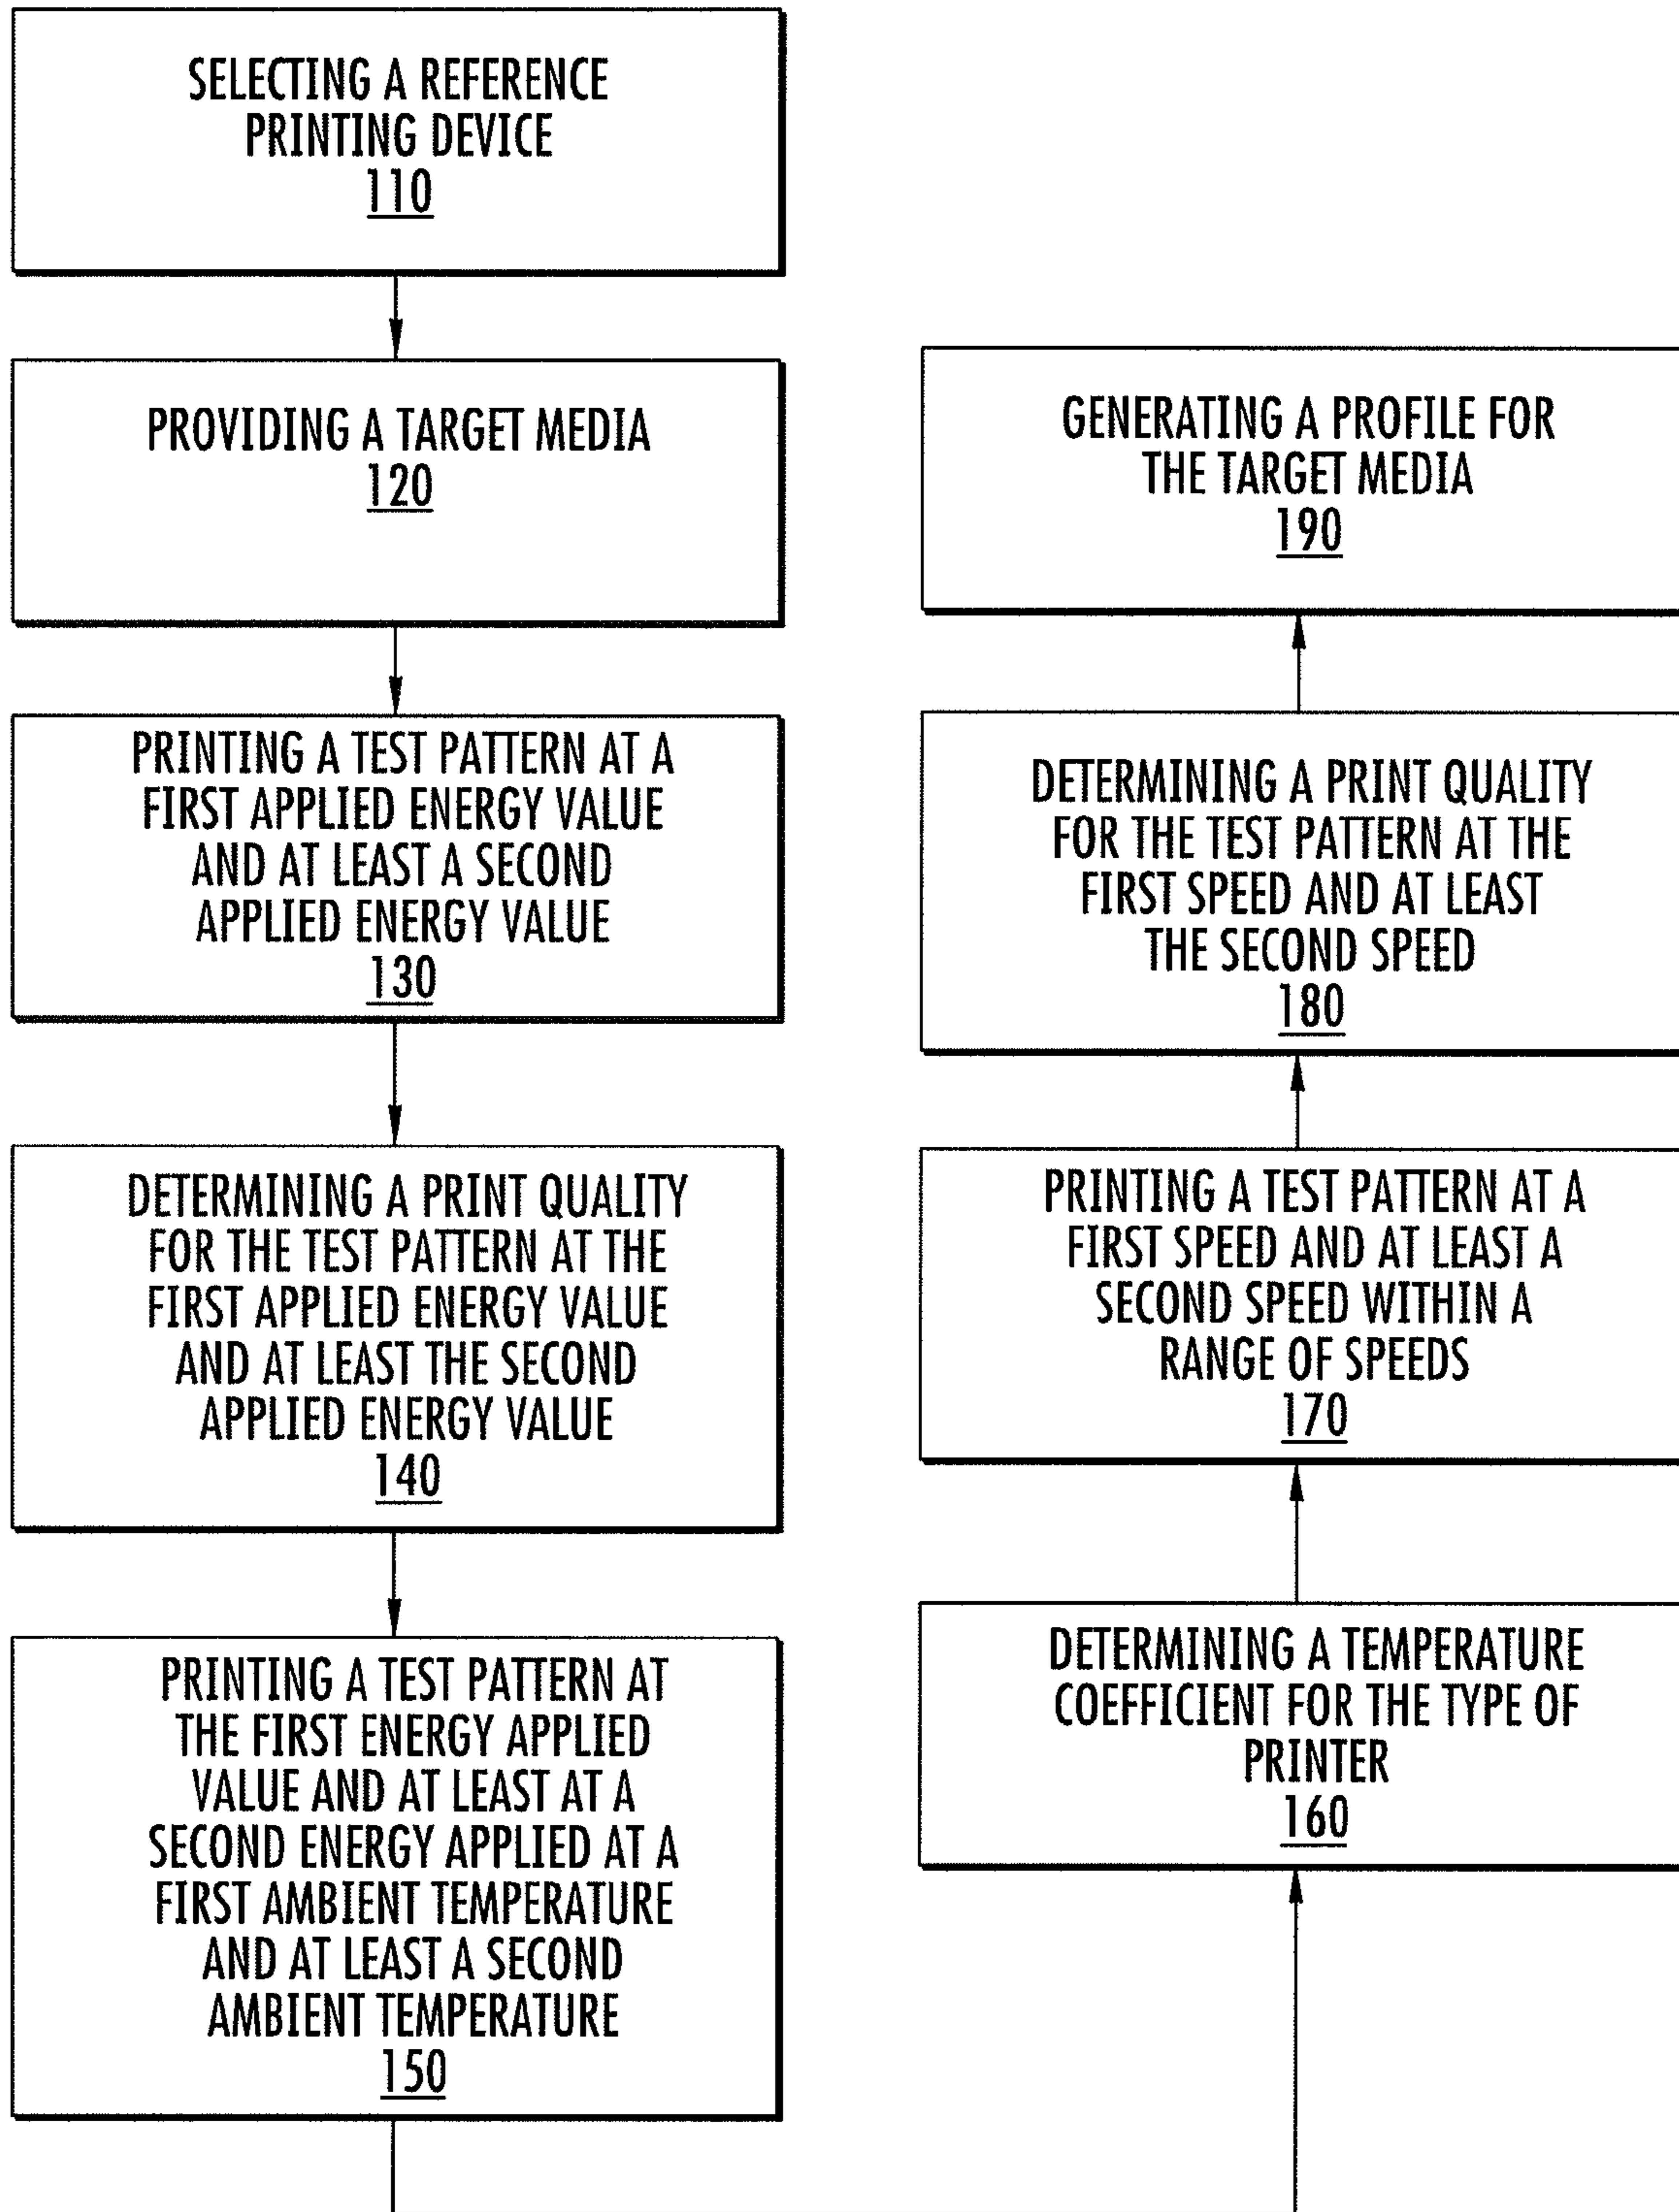 SELECTING A REFERENCE
PRINTING DEVICE
110
PROVIDING A TARGET MEDIA
120
PRINTING A TEST PATTERN AT A
FIRST APPLIED ENERGY VALUE
AND AT LEAST A SECOND
APPLIED ENERGY VALUE
130
DETERMINING A PRINT QUALITY
FOR THE TEST PATTERN AT THE
FIRST APPLIED ENERGY VALUE
AND AT LEAST THE SECOND
APPLIED ENERGY VALUE
140
PRINTING A TEST PATTERN AT
THE FIRST ENERGY APPLIED
VALUE AND AT LEAST AT A
SECOND ENERGY APPLIED AT A
FIRST AMBIENT TEMPERATURE
AND AT LEAST A SECOND
AMBIENT TEMPERATURE
150
DETERMINING A TEMPERATURE
COEFFICIENT FOR THE TYPE OF
PRINTER
160
PRINTING A TEST PATTERN AT A
FIRST SPEED AND AT LEAST A
SECOND SPEED WITHIN A
RANGE OF SPEEDS
170
DETERMINING A PRINT QUALITY
FOR THE TEST PATTERN AT THE
FIRST SPEED AND AT LEAST
THE SECOND SPEED
180
GENERATING A PROFILE FOR
THE TARGET MEDIA
190